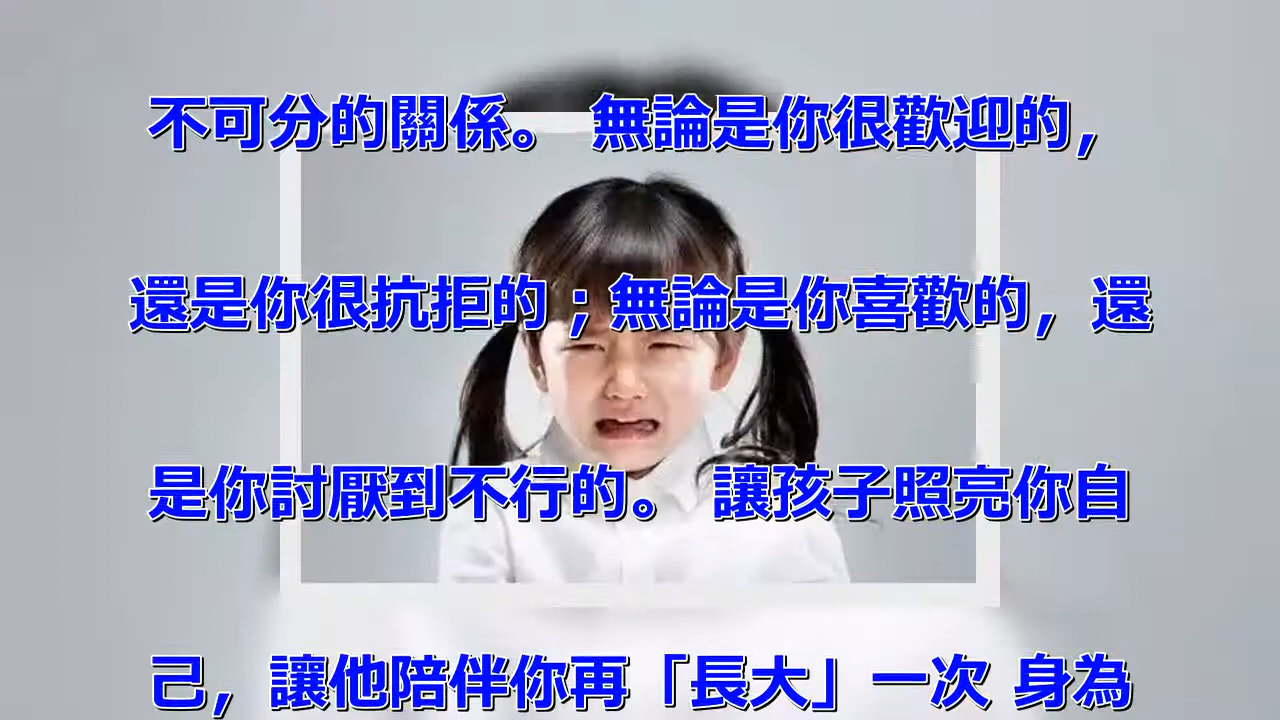 不可分的關係。 無論是你很歡迎的，
還是你很抗拒的；無論是你喜歡的，還
是你討厭到不行的。 讓孩子照亮你自
己，讓他陪伴你再「長大」一次 身為